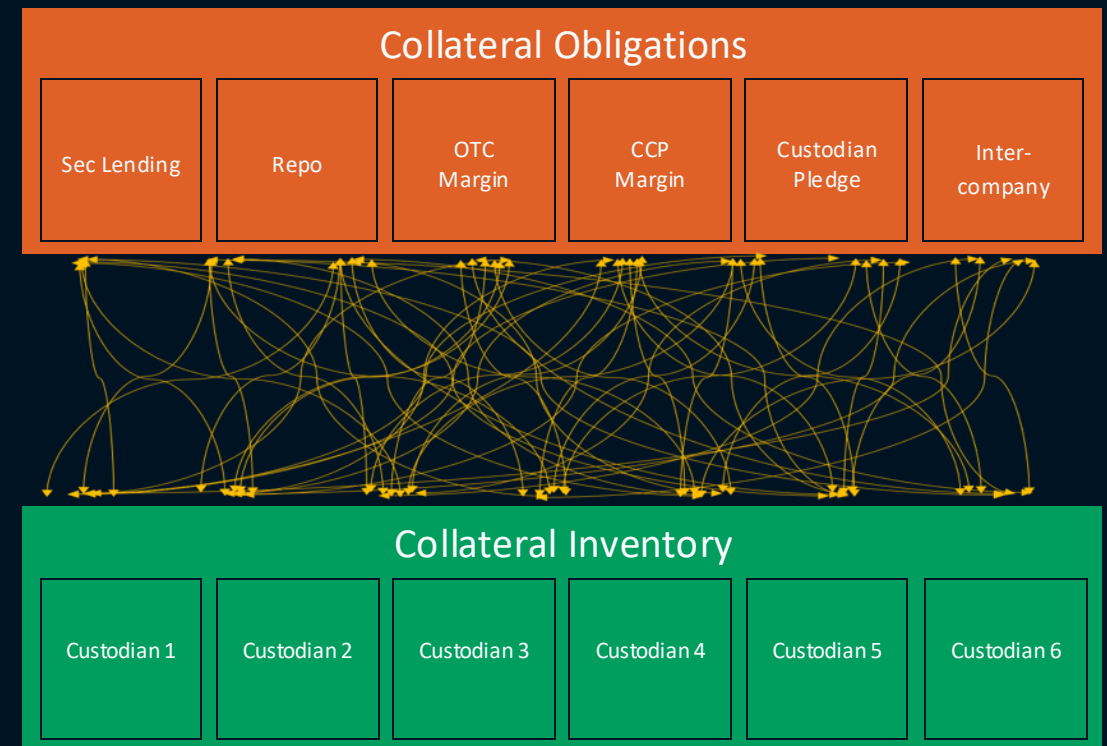 Collateral Obligations
Sec Lending
Repo
OTC
Margin
CCP
Margin
Custodian
Pledge
Inter-
company
Collateral Inventory
Custodian 1
Custodian 2
Custodian 3
Custodian 4
Custodian 5
Custodian 6